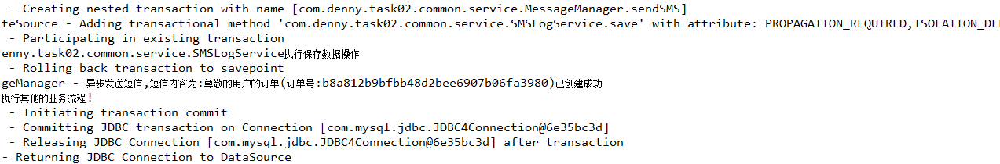 - Creating nested transaction with name [com.denny.task02.common.service.MessageManager.sendSMS]
teSource - Adding transactional method 'com.denny.task02.common.service.SMSLogService.save' with attribute: PROPAGATION_REQUIRED,ISOLATION_DE
- Participating in existing transaction
enny.task02.common.service.SMSLogService执行保存数据操作
- Rolling back transaction to savepoint
geManager - 异步发送短信,短信内容为:尊敬的用户的订单(订单号:b8a812b9bfbb48d2bee6907b06fa3980)已创建成功
执行其他的业务流程!
- Initiating transaction commit
- Committing JDBC transaction on Connection [com.mysql.jdbc.JDBC4Connection@6e35bc3d]
- Releasing JDBC Connection [com.mysql.jdbc.JDBC4Connection@6e35bc3d] after transaction
- Returning JDBC Connection to DataSource